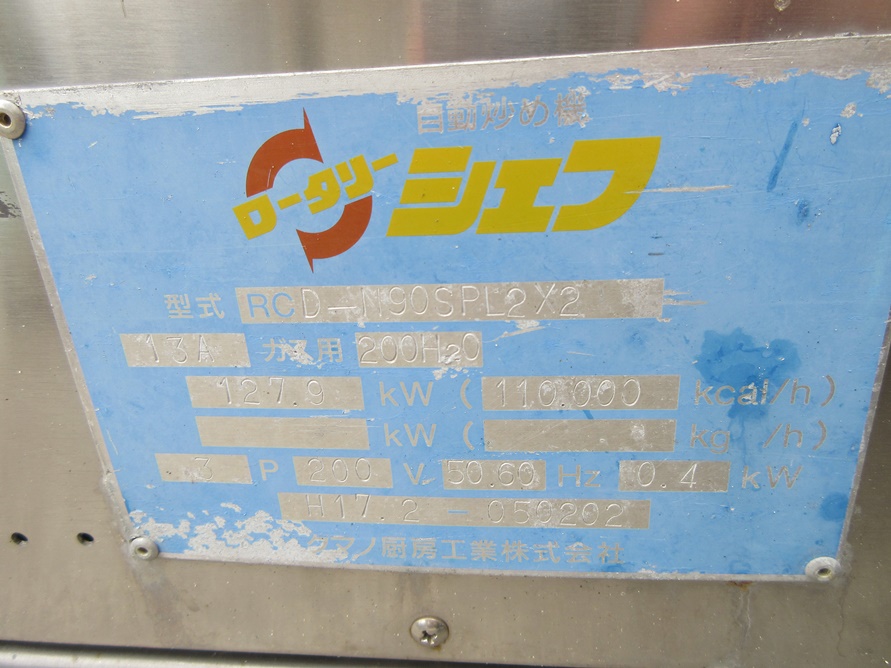 自動炒め機
ロータリーシェフ
型式 RCD-N90SPL2X2
13A ガス用 200H2O
127.9 kW (110.000 kcal/h)
kW ( kg /h)
3 P 200 V 50.60 Hz 0.4 kW
H17.2-050202
クマノ厨房工業株式会社